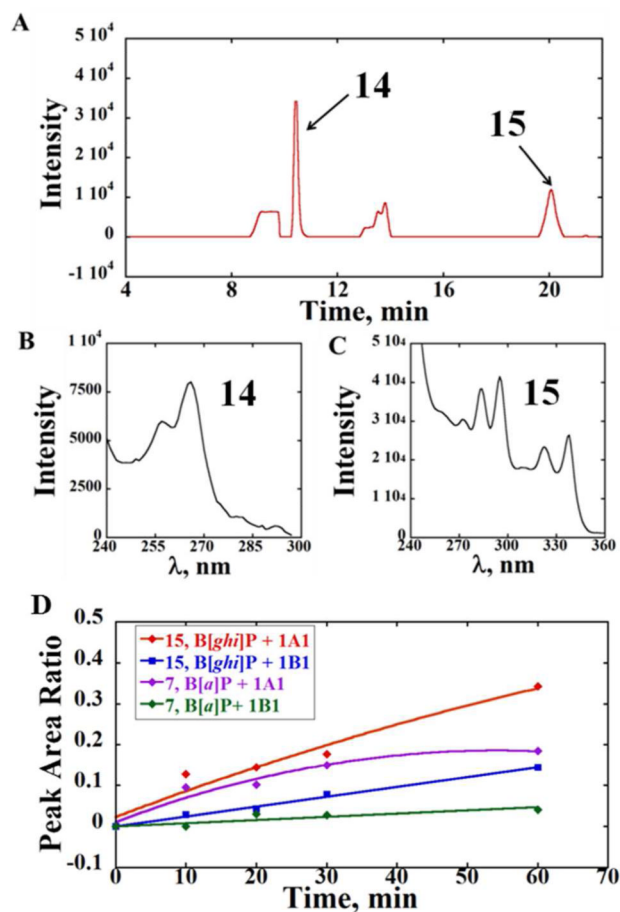 A
5 10⁴
4 10⁴
3 10⁴
2 10⁴
1 10⁴
0
-1 10⁴
Intensity
14
15
4 8 12 16 20
Time, min
B
1 10⁴
7500
5000
2500
0
Intensity
14
240 255 270 285 300
λ, nm
C
5 10⁴
4 10⁴
3 10⁴
2 10⁴
1 10⁴
0
Intensity
15
240 270 300 330 360
λ, nm
D
0.5
0.4
0.3
0.2
0.1
0
-0.1
Peak Area Ratio
15, B[ghi]P + 1A1
15, B[ghi]P + 1B1
7, B[a]P + 1A1
7, B[a]P+ 1B1
0 10 20 30 40 50 60 70
Time, min